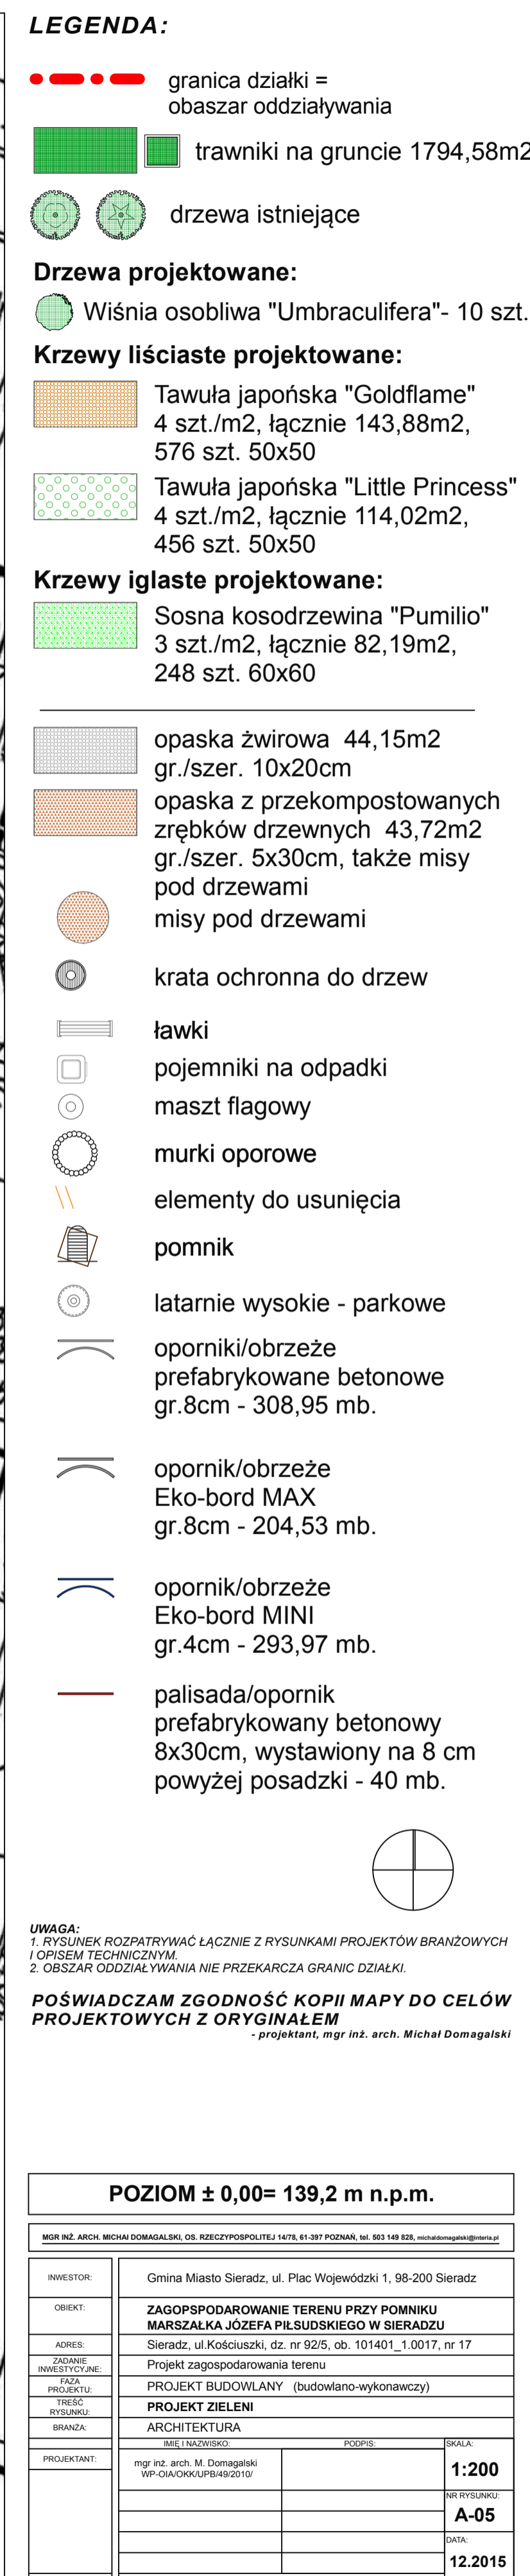 LEGENDA:
granica działki =
obaszar oddziaływania
trawniki na gruncie 1794,58m2
drzewa istniejące
Drzewa projektowane:
Wiśnia osobliwa "Umbraculifera"- 10 szt.
Krzewy liściaste projektowane:
Tawuła japońska "Goldflame"
4 szt./m2, łącznie 143,88m2,
576 szt. 50x50
Tawuła japońska "Little Princess"
4 szt./m2, łącznie 114,02m2,
456 szt. 50x50
Krzewy iglaste projektowane:
Sosna kosodrzewina "Pumilio"
3 szt./m2, łącznie 82,19m2,
248 szt. 60x60
opaska żwirowa 44,15m2
gr./szer. 10x20cm
opaska z przekompostowanych
zrębków drzewnych 43,72m2
gr./szer. 5x30cm, także misy
pod drzewami
misy pod drzewami
krata ochronna do drzew
ławki
pojemniki na odpadki
maszt flagowy
murki oporowe
elementy do usunięcia
pomnik
latarnie wysokie - parkowe
oporniki/obrzeże
prefabrykowane betonowe
gr.8cm - 308,95 mb.
opornik/obrzeże
Eko-bord MAX
gr.8cm - 204,53 mb.
opornik/obrzeże
Eko-bord MINI
gr.4cm - 293,97 mb.
palisada/opornik
prefabrykowany betonowy
8x30cm, wystawiony na 8 cm
powyżej posadzki - 40 mb.
UWAGA:
1. RYSUNEK ROZPATRYWAĆ ŁĄCZNIE Z RYSUNKAMI PROJEKTÓW BRANŻOWYCH
I OPISEM TECHNICZNYM.
2. OBSZAR ODDZIAŁYWANIA NIE PRZEKARCZA GRANIC DZIAŁKI.
POŚWIADCZAM ZGODNOŚĆ KOPII MAPY DO CELÓW
PROJEKTOWYCH Z ORYGINAŁEM
- projektant, mgr inż. arch. Michał Domagalski
POZIOM ± 0,00= 139,2 m n.p.m.
MGR INŻ. ARCH. MICHAł DOMAGALSKI, OS. RZECZYPOSPOLITEJ 14/78, 61-397 POZNAŃ, tel. 503 149 828, michaldomagalski@interia.pl
INWESTOR: Gmina Miasto Sieradz, ul. Plac Wojewódzki 1, 98-200 Sieradz
OBIEKT: ZAGOPSPODAROWANIE TERENU PRZY POMNIKU
MARSZAŁKA JÓZEFA PIŁSUDSKIEGO W SIERADZU
ADRES: Sieradz, ul.Kościuszki, dz. nr 92/5, ob. 101401_1.0017, nr 17
ZADANIE
INWESTYCYJNE: Projekt zagospodarowania terenu
FAZA
PROJEKTU: PROJEKT BUDOWLANY (budowlano-wykonawczy)
TREŚĆ
RYSUNKU: PROJEKT ZIELENI
BRANŻA: ARCHITEKTURA
IMIĘ I NAZWISKO: PODPIS: SKALA:
PROJEKTANT: mgr inż. arch. M. Domagalski
WP-OIA/OKK/UPB/49/2010/
1:200
NR RYSUNKU:
A-05
DATA:
12.2015